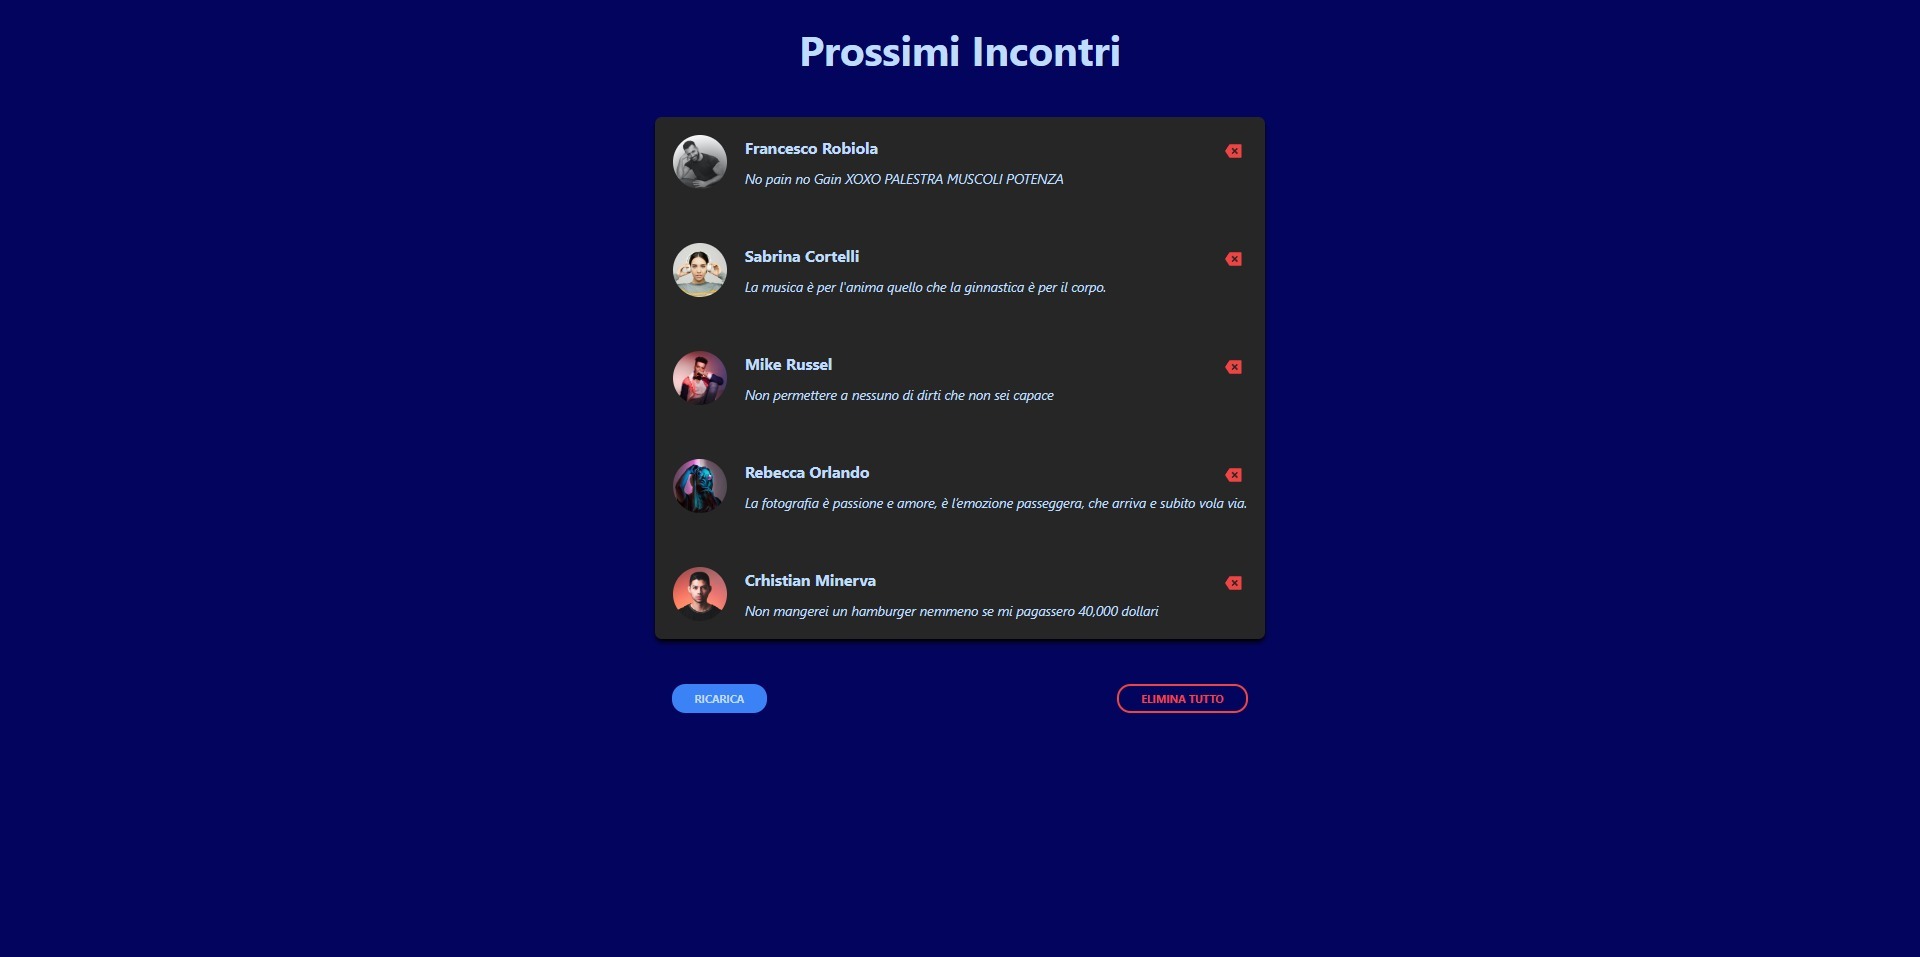 Prossimi Incontri
Francesco Robiola
No pain no Gain XOXO PALESTRA MUSCOLI POTENZA
Sabrina Cortelli
La musica è per l'anima quello che la ginnastica è per il corpo.
Mike Russel
Non permettere a nessuno di dirti che non sei capace
Rebecca Orlando
La fotografia è passione e amore, è l'emozione passeggera, che arriva e subito vola via.
Crhistian Minerva
Non mangerei un hamburger nemmeno se mi pagassero 40,000 dollari
RICARICA
ELIMINA TUTTO